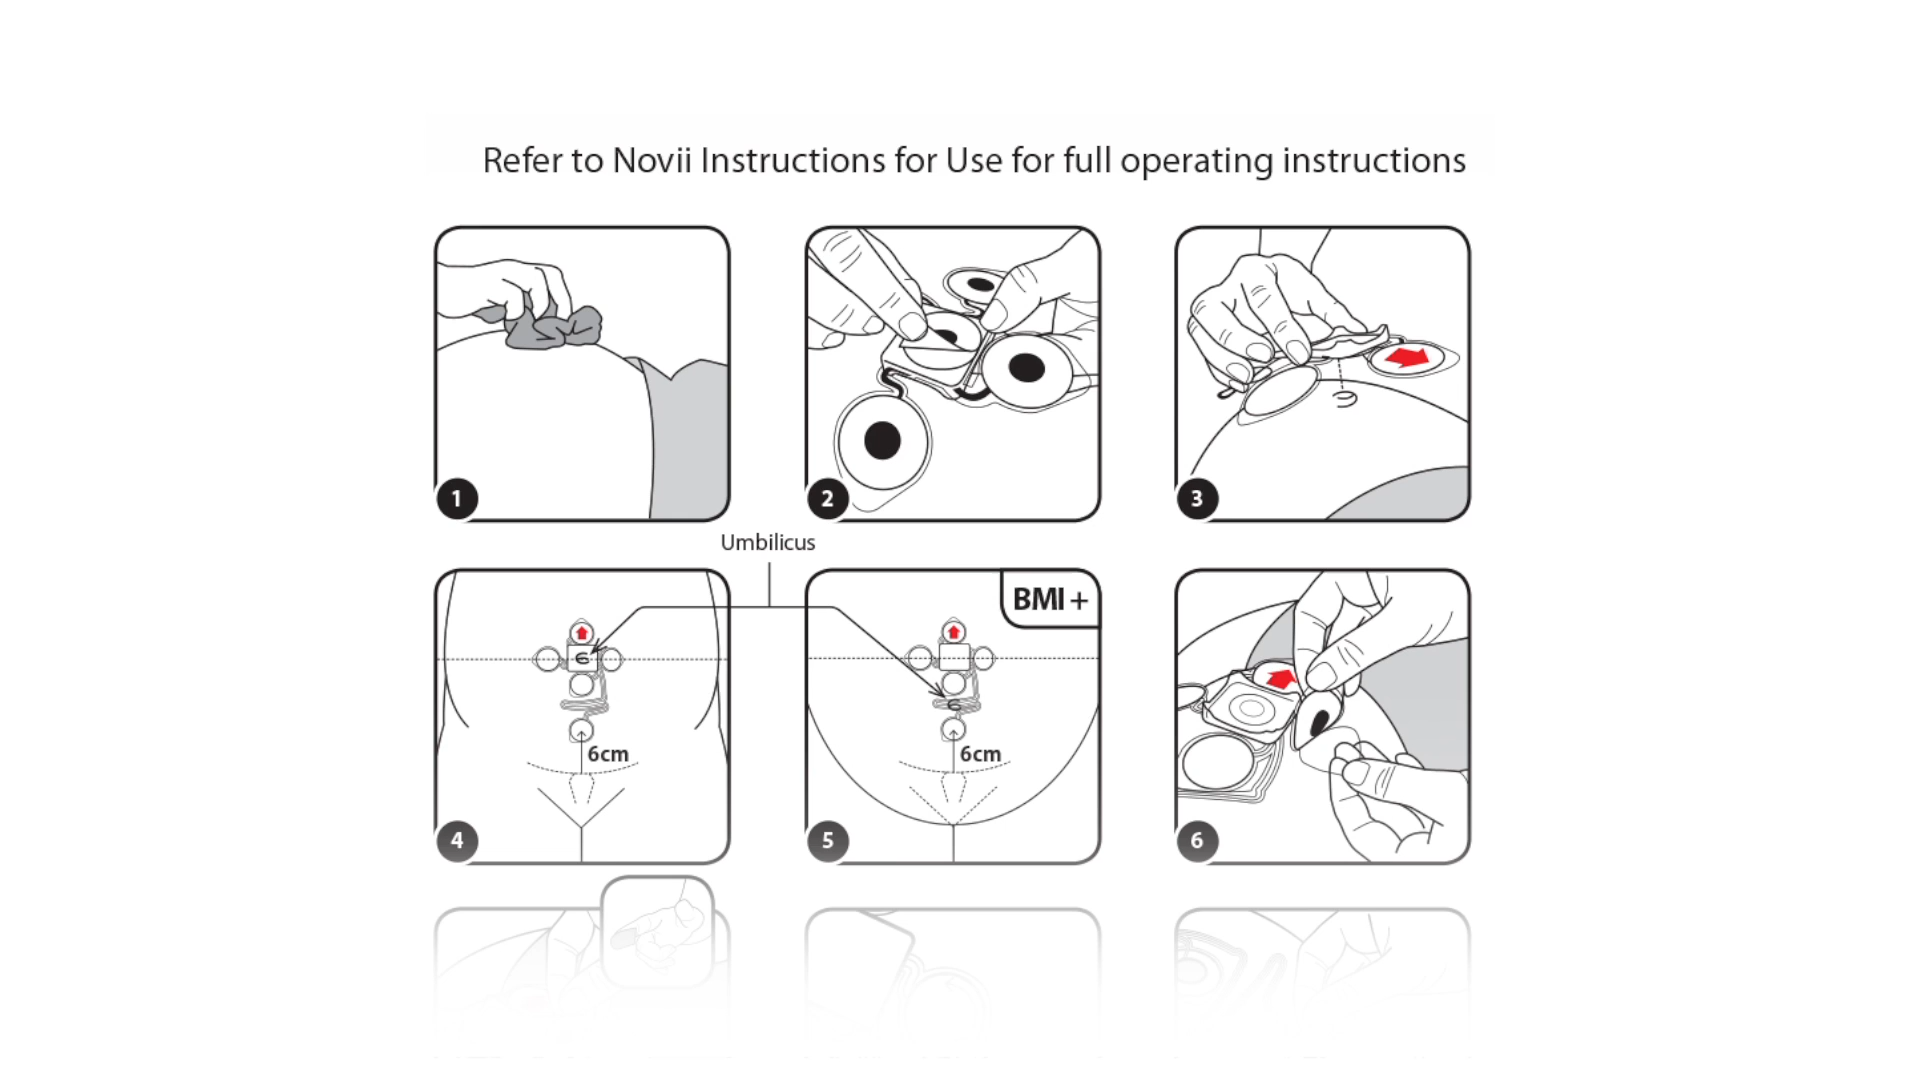 Refer to Novii Instructions for Use for full operating instructions
1
2
3
Umbilicus
BMI +
6cm
6cm
4
5
6